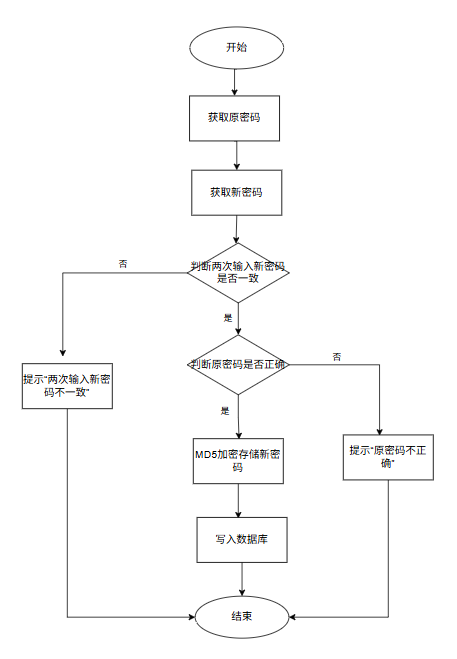 开始
获取原密码
获取新密码
判断两次输入新密码
是否一致
否
是
提示“两次输入新密
码不一致”
判断原密码是否正确
否
是
MD5加密存储新密
码
提示“原密码不正
确”
写入数据库
结束